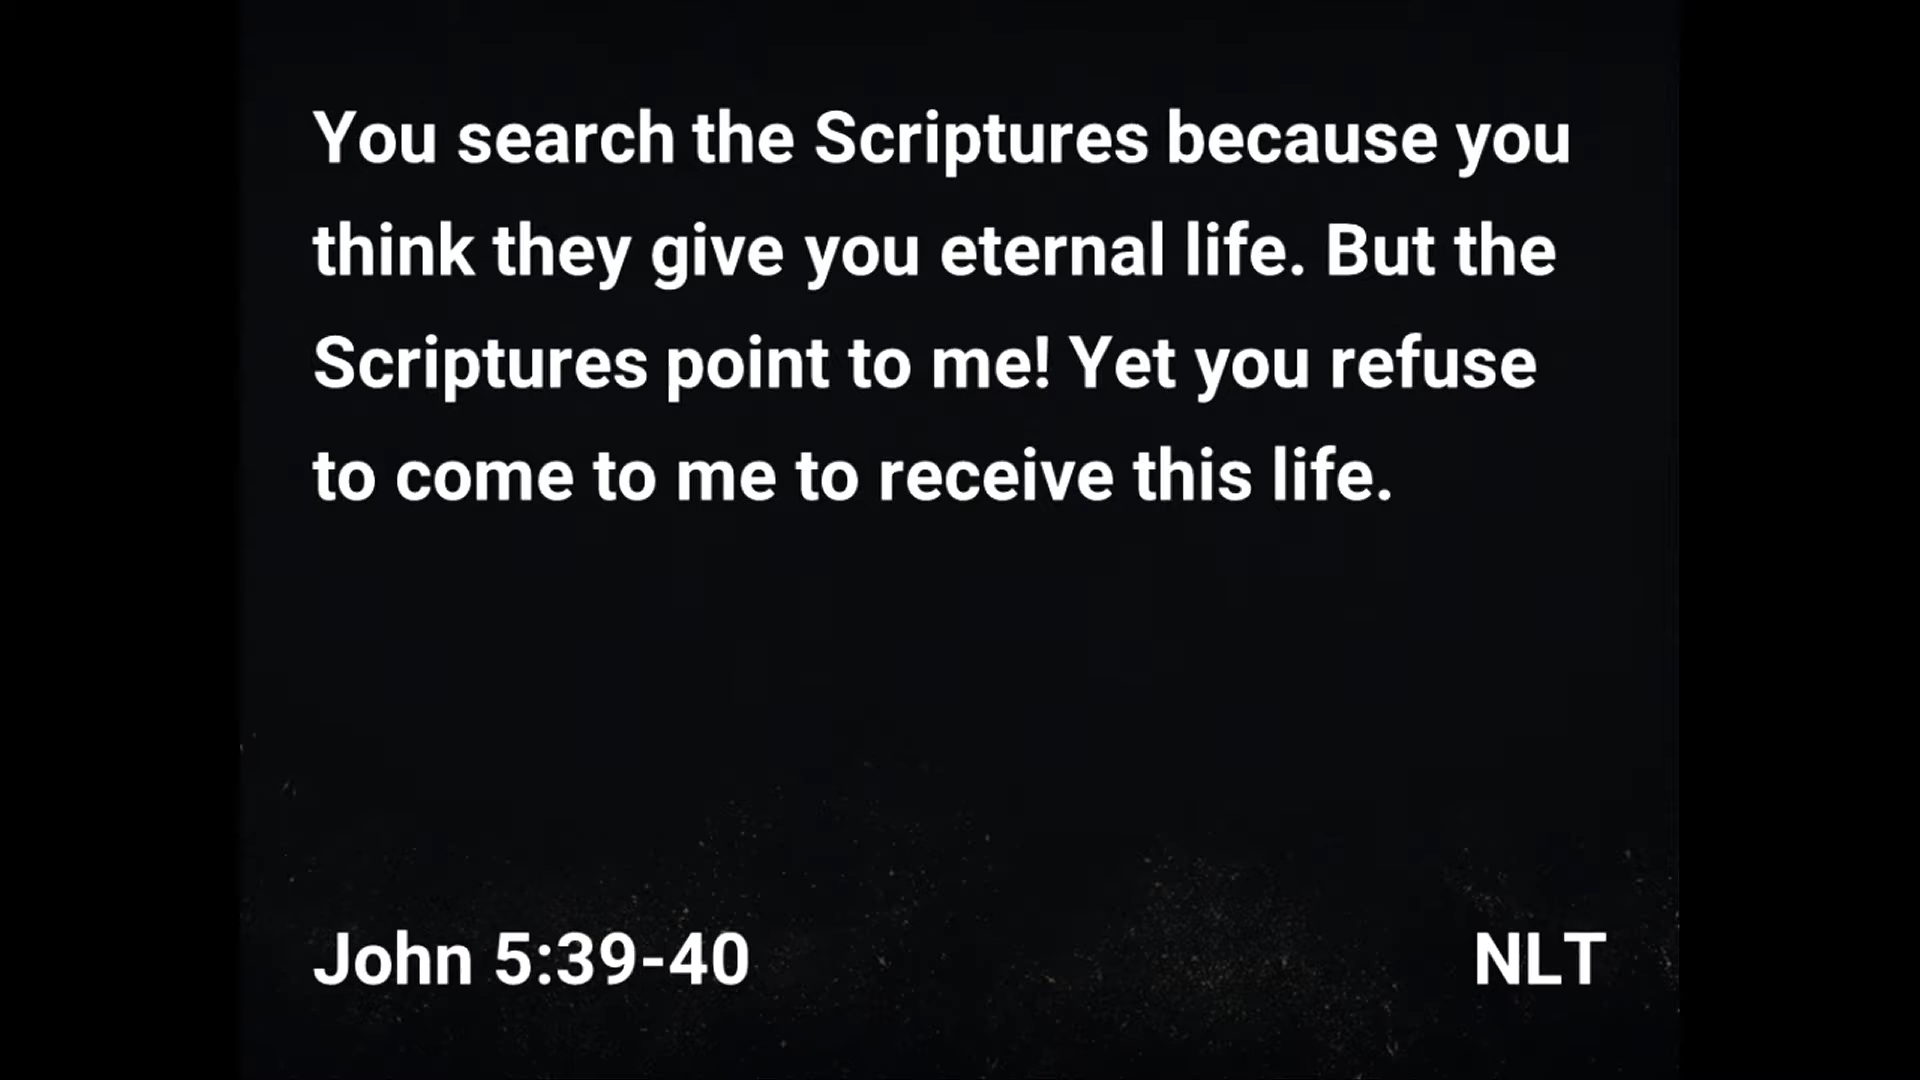 You search the Scriptures because you
think they give you eternal life. But the
Scriptures point to me! Yet you refuse
to come to me to receive this life.
John 5:39-40 NLT